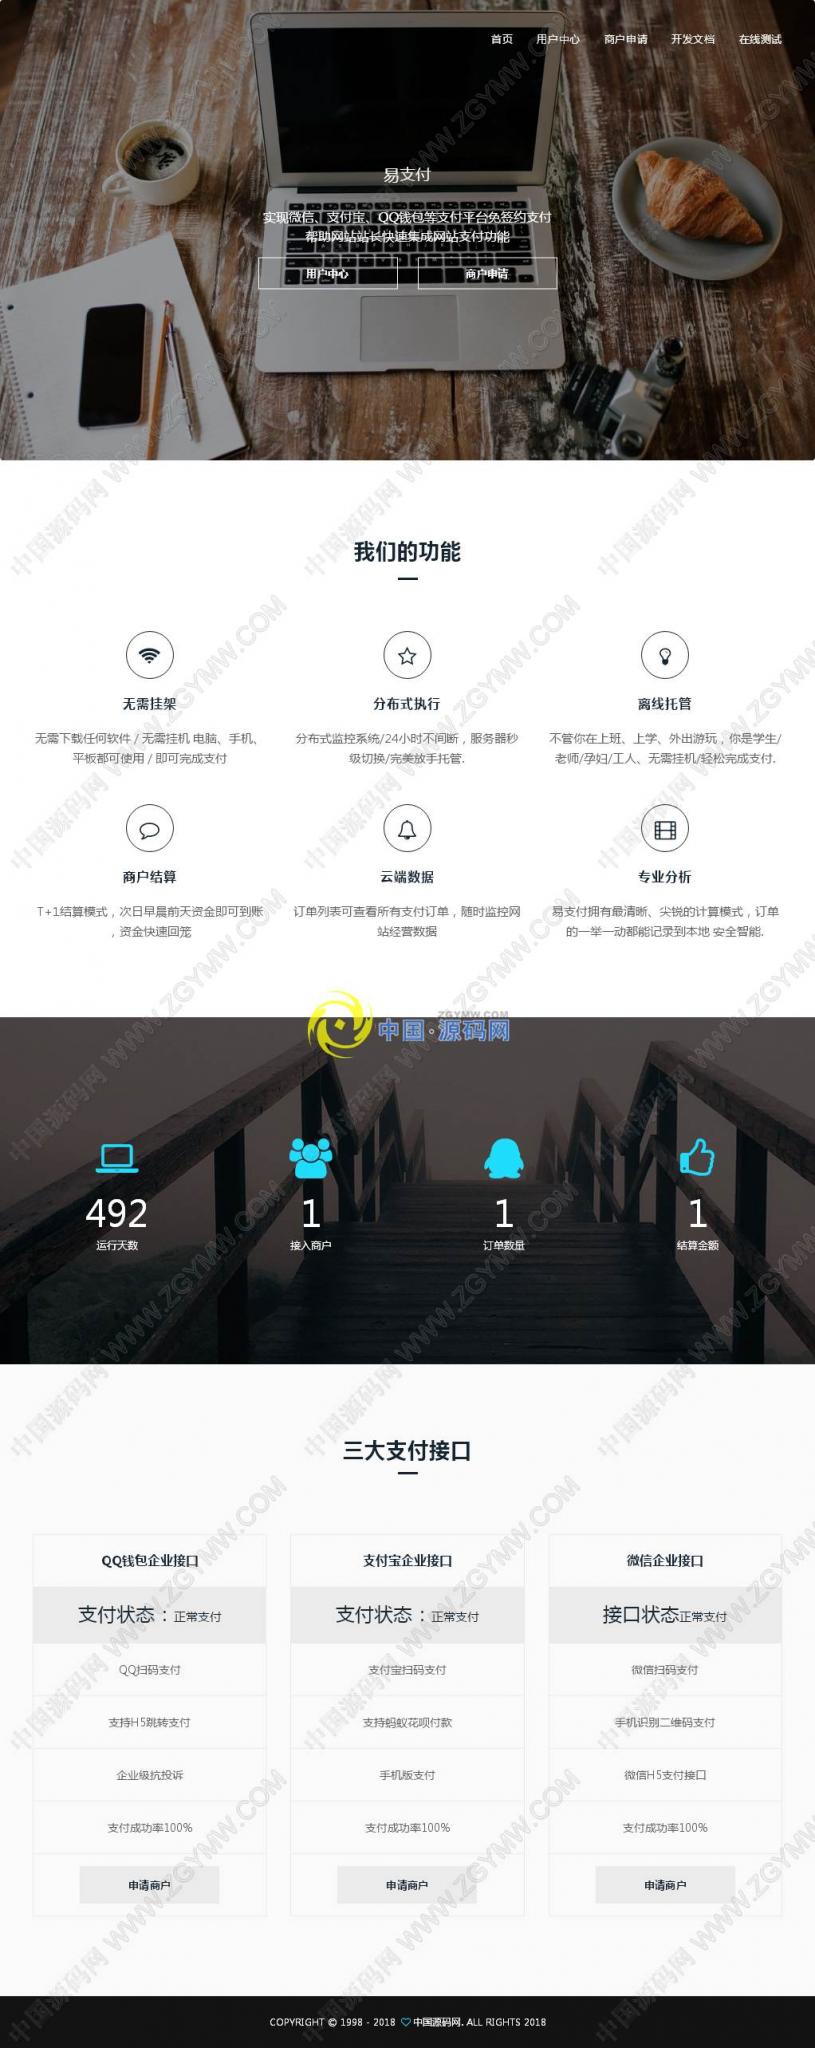 首页 用户中心 商户申请 开发文档 在线测试
易支付
实现微信、支付宝、QQ钱包等支付平台免签约支付
帮助网站站长快速集成网站支付功能
用户中心 商户申请
我们的功能
无需挂架
无需下载任何软件 / 无需挂机 电脑、手机、
平板都可使用 / 即可完成支付
分布式执行
分布式监控系统/24小时不间断，服务器秒
级切换/完美放手托管.
离线托管
不管你在上班、上学、外出游玩，你是学生/
老师/孕妇/工人、无需挂机/轻松完成支付.
商户结算
T+1结算模式，次日早晨前天资金即可到账
，资金快速回笼
云端数据
订单列表可查看所有支付订单，随时监控网
站经营数据
专业分析
易支付拥有最清晰、尖锐的计算模式，订单
的一举一动都能记录到本地 安全智能.
ZGYMW.COM
中国·源码网
492 1 1 1
运行天数 接入商户 订单数量 结算金额
三大支付接口
QQ钱包企业接口
支付状态：正常支付
QQ扫码支付
支持H5跳转支付
企业级抗投诉
支付成功率100%
申请商户
支付宝企业接口
支付状态：正常支付
支付宝扫码支付
支持蚂蚁花呗付款
手机版支付
支付成功率100%
申请商户
微信企业接口
接口状态正常支付
微信扫码支付
手机识别二维码支付
微信H5支付接口
支付成功率100%
申请商户
COPYRIGHT © 1998 - 2018 ♡ 中国源码网. ALL RIGHTS 2018
中国源码网 WWW.ZGYMW.COM